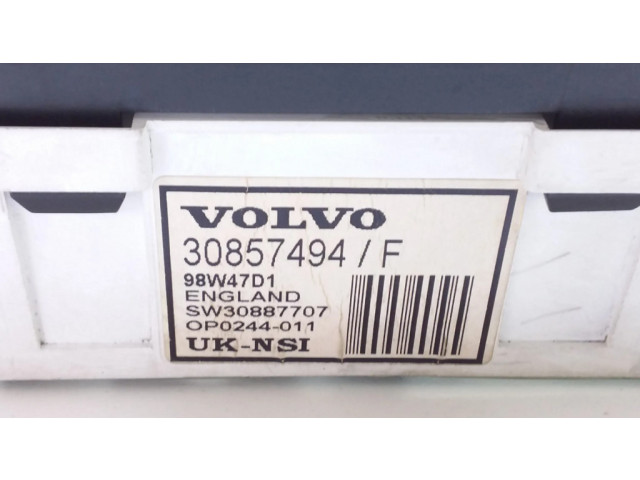 VOLVO
30857494 / F
98W47D1
ENGLAND
SW30887707
OP0244-011
UK-NSI